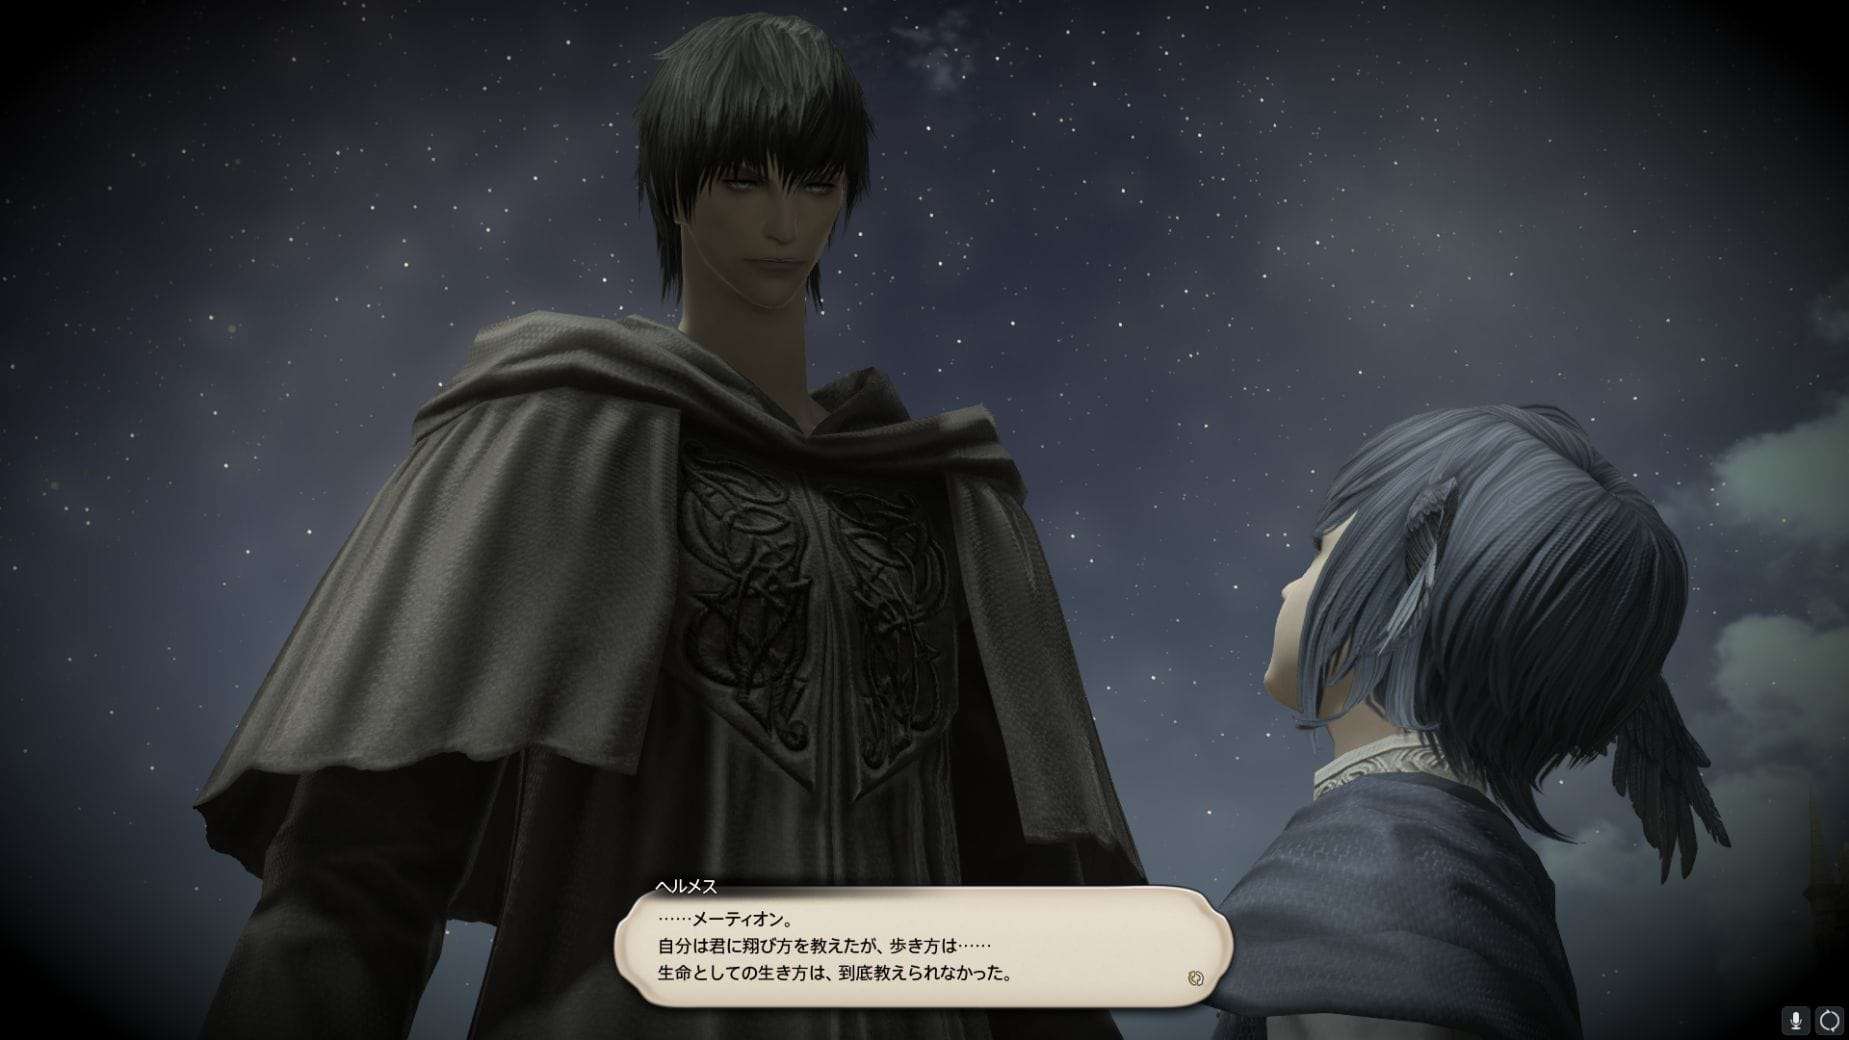 ヘルメス
……メーティオン。
自分は君に翔び方を教えたが、歩き方は……
生命としての生き方は、到底教えられなかった。